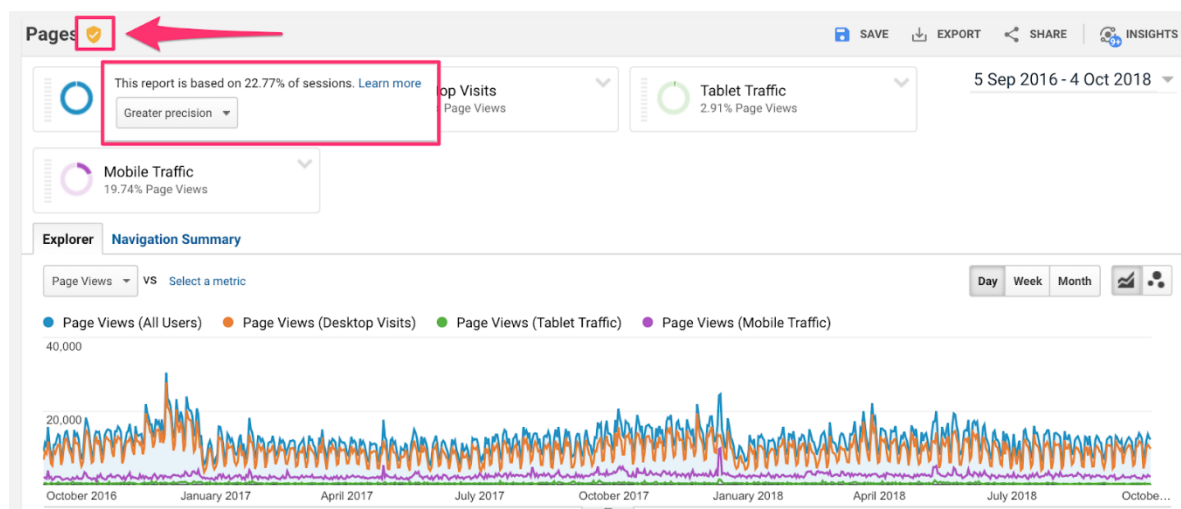 Pages
SAVE EXPORT SHARE INSIGHTS
9+
This report is based on 22.77% of sessions. Learn more
Greater precision
op Visits
Page Views
Tablet Traffic
2.91% Page Views
5 Sep 2016 - 4 Oct 2018
Mobile Traffic
19.74% Page Views
Explorer Navigation Summary
Page Views VS Select a metric
Day Week Month
Page Views (All Users) Page Views (Desktop Visits) Page Views (Tablet Traffic) Page Views (Mobile Traffic)
40,000
20,000
October 2016 January 2017 April 2017 July 2017 October 2017 January 2018 April 2018 July 2018 Octobe...